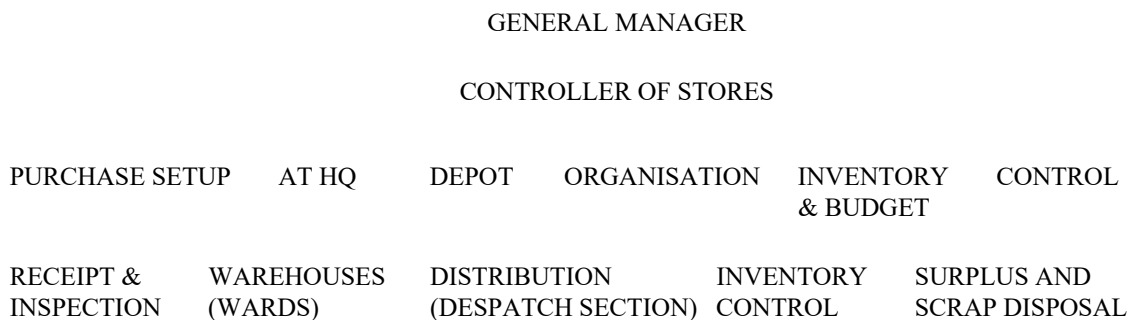 GENERAL MANAGER
CONTROLLER OF STORES
PURCHASE SETUP AT HQ DEPOT ORGANISATION INVENTORY CONTROL
& BUDGET
RECEIPT & WAREHOUSES DISTRIBUTION INVENTORY SURPLUS AND
INSPECTION (WARDS) (DESPATCH SECTION) CONTROL SCRAP DISPOSAL